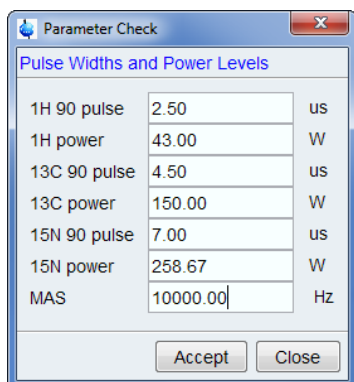 Parameter Check
x
Pulse Widths and Power Levels
1H 90 pulse 2.50 us
1H power 43.00 W
13C 90 pulse 4.50 us
13C power 150.00 W
15N 90 pulse 7.00 us
15N power 258.67 W
MAS 10000.00 Hz
Accept Close